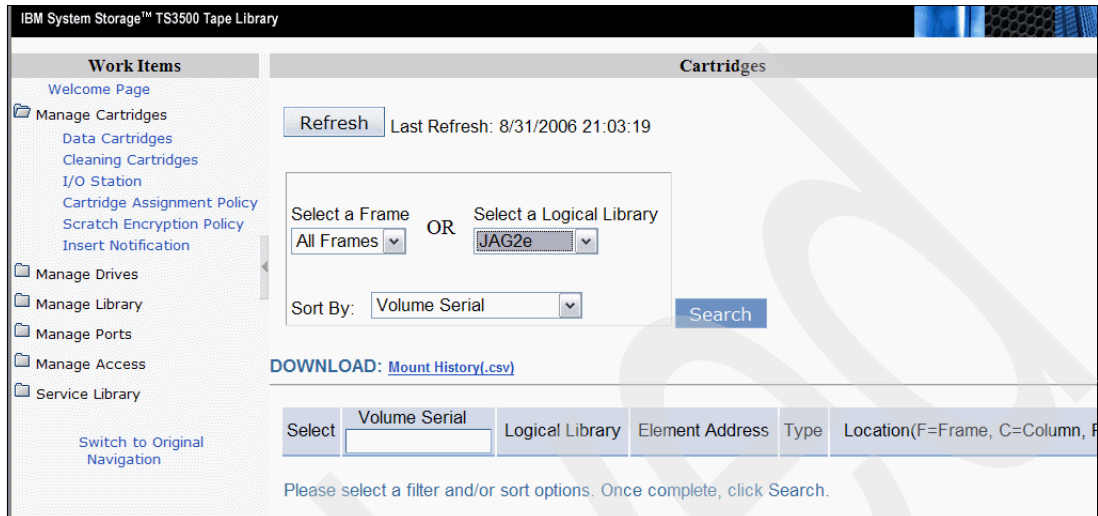 IBM System Storage™ TS3500 Tape Library
Work Items
Welcome Page
Manage Cartridges
Data Cartridges
Cleaning Cartridges
I/O Station
Cartridge Assignment Policy
Scratch Encryption Policy
Insert Notification
Manage Drives
Manage Library
Manage Ports
Manage Access
Service Library
Switch to Original
Navigation
Cartridges
Refresh Last Refresh: 8/31/2006 21:03:19
Select a Frame OR Select a Logical Library
All Frames JAG2e
Sort By: Volume Serial Search
DOWNLOAD: Mount History(.csv)
Select Volume Serial Logical Library Element Address Type Location(F=Frame, C=Column,
Please select a filter and/or sort options. Once complete, click Search.